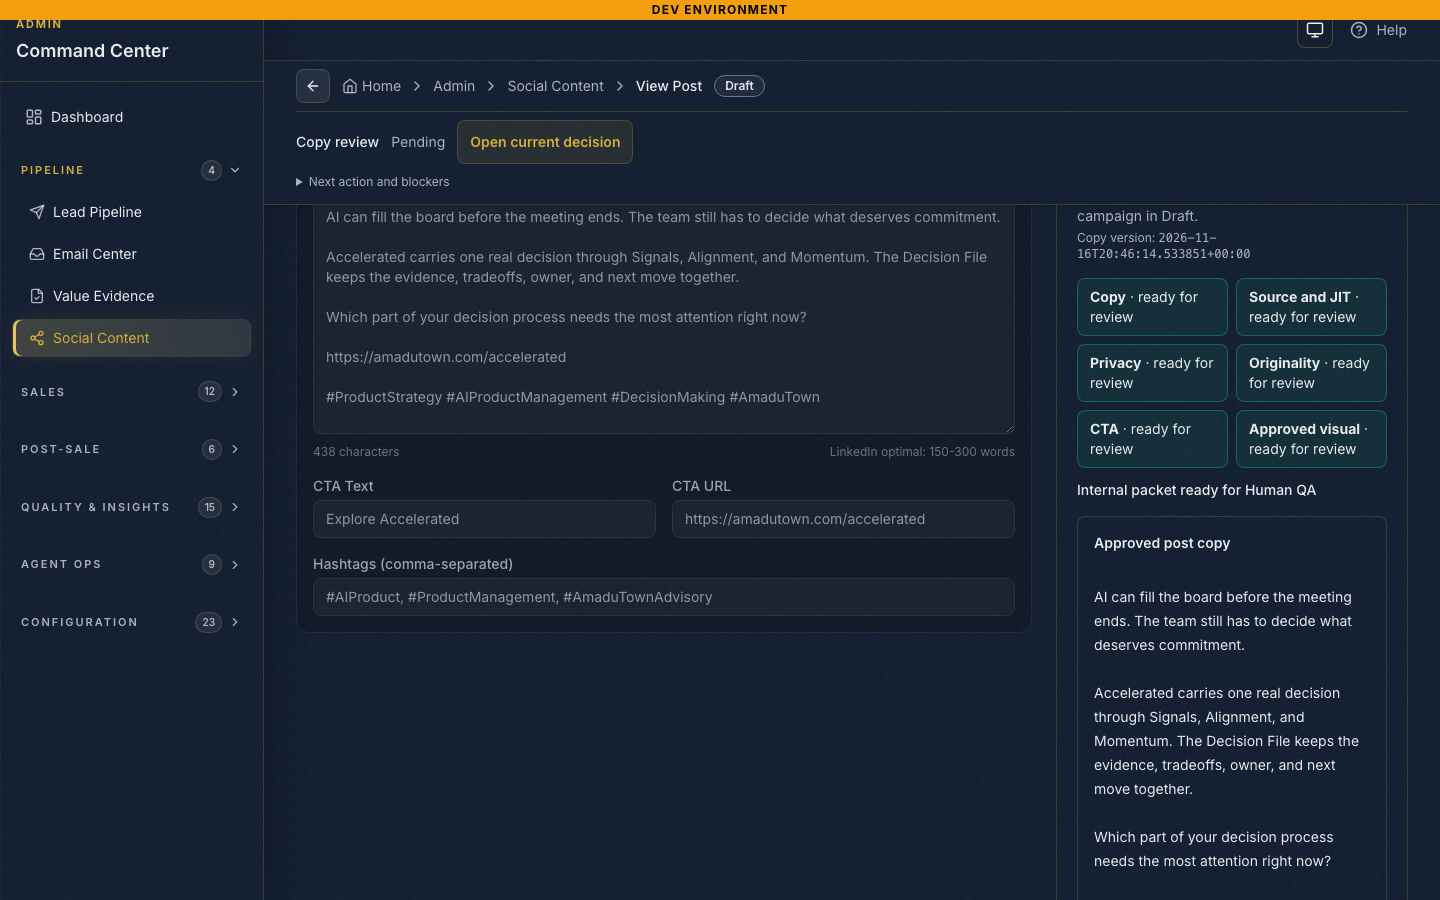 DEV ENVIRONMENT
ADMIN
Command Center
Help
Dashboard
PIPELINE 4
Lead Pipeline
Email Center
Value Evidence
Social Content
SALES 12
POST-SALE 6
QUALITY & INSIGHTS 15
AGENT OPS 9
CONFIGURATION 23
Home > Admin > Social Content > View Post Draft
Copy review Pending Open current decision
Next action and blockers
AI can fill the board before the meeting ends. The team still has to decide what deserves commitment.
Accelerated carries one real decision through Signals, Alignment, and Momentum. The Decision File
keeps the evidence, tradeoffs, owner, and next move together.
Which part of your decision process needs the most attention right now?
https://amadutown.com/accelerated
#ProductStrategy #AIProductManagement #DecisionMaking #AmaduTown
438 characters
LinkedIn optimal: 150-300 words
CTA Text
Explore Accelerated
CTA URL
https://amadutown.com/accelerated
Hashtags (comma-separated)
#AIProduct, #ProductManagement, #AmaduTownAdvisory
campaign in Draft.
Copy version: 2026-11-
16T20:46:14.533851+00:00
Copy · ready for
review
Source and JIT ·
ready for review
Privacy · ready for
review
Originality · ready
for review
CTA · ready for
review
Approved visual ·
ready for review
Internal packet ready for Human QA
Approved post copy
AI can fill the board before the meeting
ends. The team still has to decide what
deserves commitment.
Accelerated carries one real decision
through Signals, Alignment, and
Momentum. The Decision File keeps the
evidence, tradeoffs, owner, and next
move together.
Which part of your decision process
needs the most attention right now?